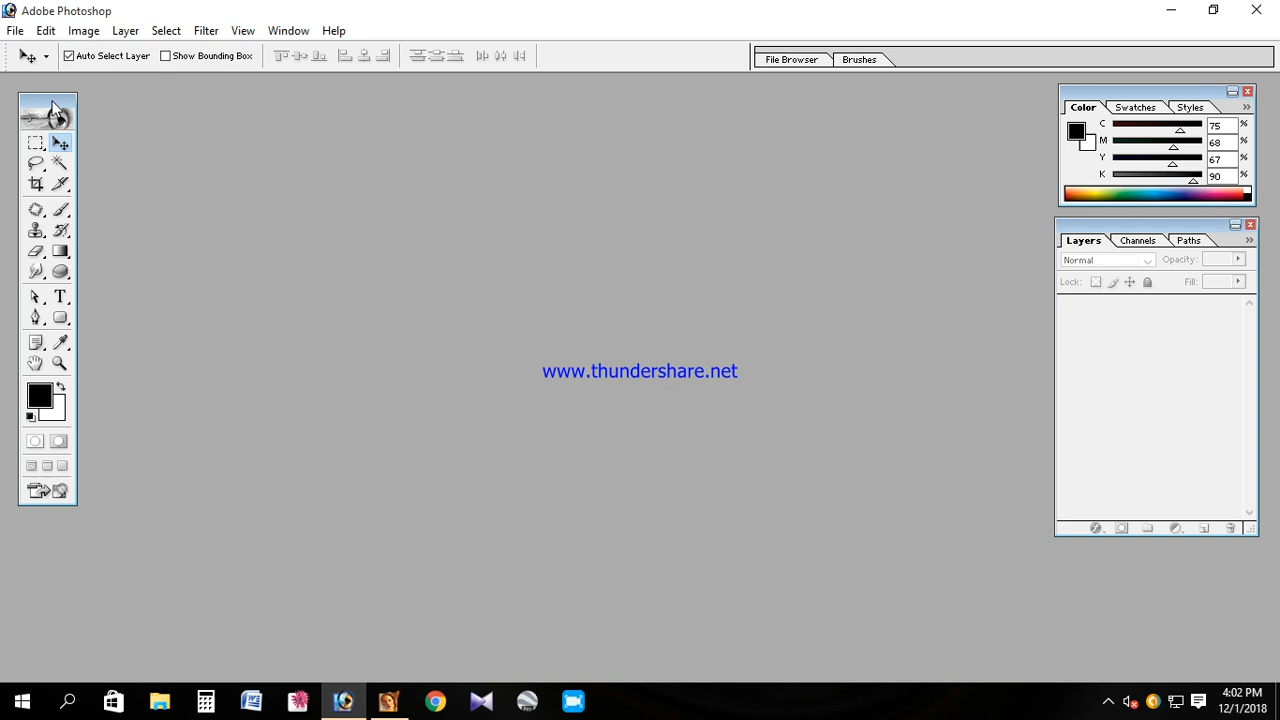 Adobe Photoshop
File Edit Image Layer Select Filter View Window Help
Auto Select Layer Show Bounding Box File Browser Brushes
Color Swatches Styles
C 75 %
M 68 %
Y 67 %
K 90 %
Layers Channels Paths
Normal Opacity:
Lock: Fill:
T
www.thundershare.net
4:02 PM
12/1/2018